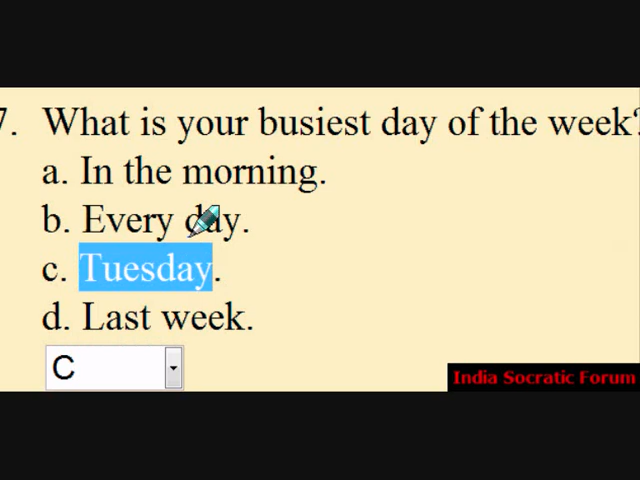 7. What is your busiest day of the week?
a. In the morning.
b. Every day.
c. Tuesday.
d. Last week.
C
India Socratic Forum